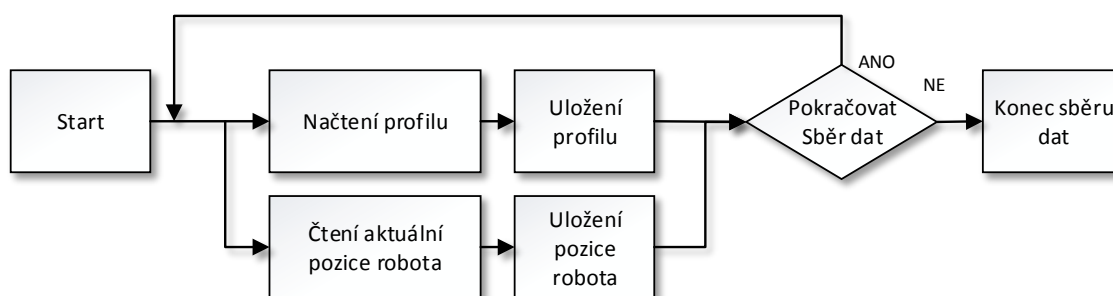 Start
Načtení profilu
Uložení
profilu
Čtení aktuální
pozice robota
Uložení
pozice
robota
Pokračovat
Sběr dat
ANO
NE
Konec sběru
dat